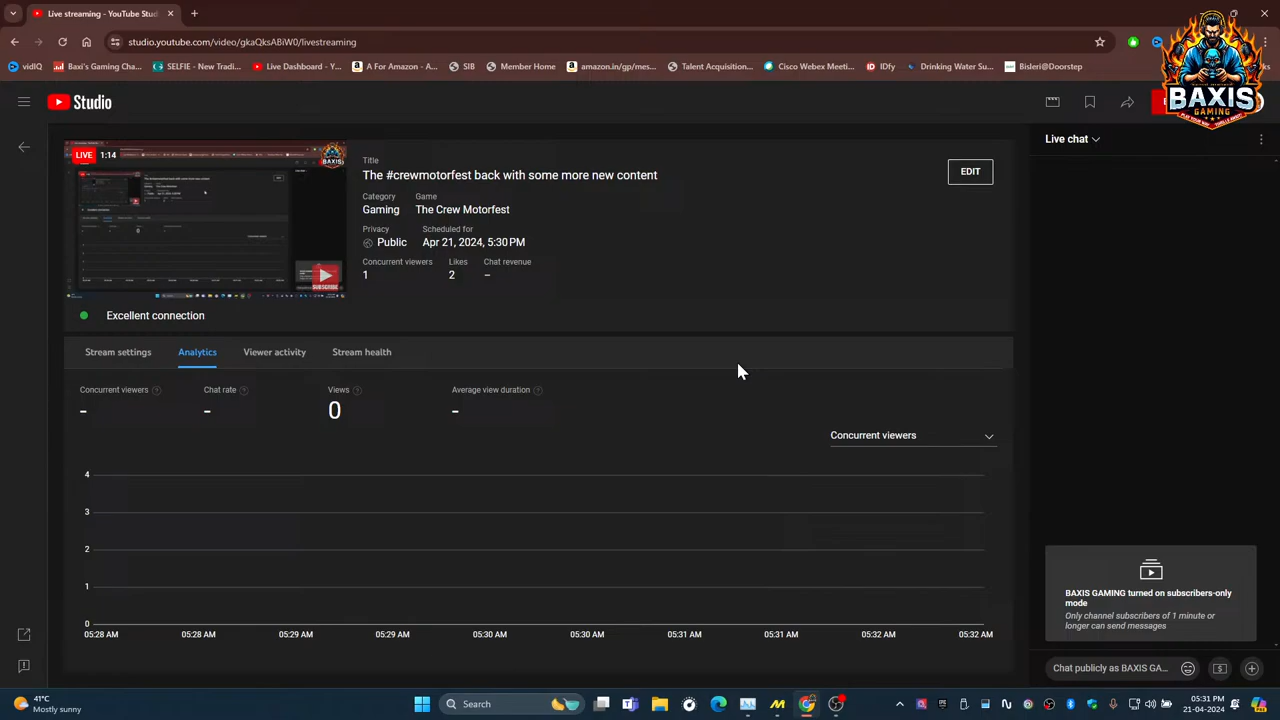 Live streaming - YouTube Stud
studio.youtube.com/video/gkaQksABiW0/livestreaming
vidIQ
Baxi's Gaming Cha...
SELFIE - New Tradi...
Live Dashboard - Y...
A For Amazon - A...
SIB
Member Home
amazon.in/gp/mes...
Talent Acquisition...
Cisco Webex Meeti...
IDfy
Drinking Water Su...
Bisleri@Doorstep
BAXIS
GAMING
Studio
LIVE 1:14
SUBSCRIBE
Title
The #crewmotorfest back with some more new content
EDIT
Category Game
Gaming The Crew Motorfest
Privacy Scheduled for
Public Apr 21, 2024, 5:30 PM
Concurrent viewers Likes Chat revenue
1 2 –
Excellent connection
Stream settings Analytics Viewer activity Stream health
Concurrent viewers Chat rate Views Average view duration
- - 0 -
Concurrent viewers
4
3
2
1
0
05:28 AM 05:28 AM 05:29 AM 05:29 AM 05:30 AM 05:30 AM 05:31 AM 05:31 AM 05:32 AM 05:32 AM
Live chat
BAXIS GAMING turned on subscribers-only
mode
Only channel subscribers of 1 minute or
longer can send messages
Chat publicly as BAXIS GA...
41°C
Mostly sunny
Search
05:31 PM
21-04-2024